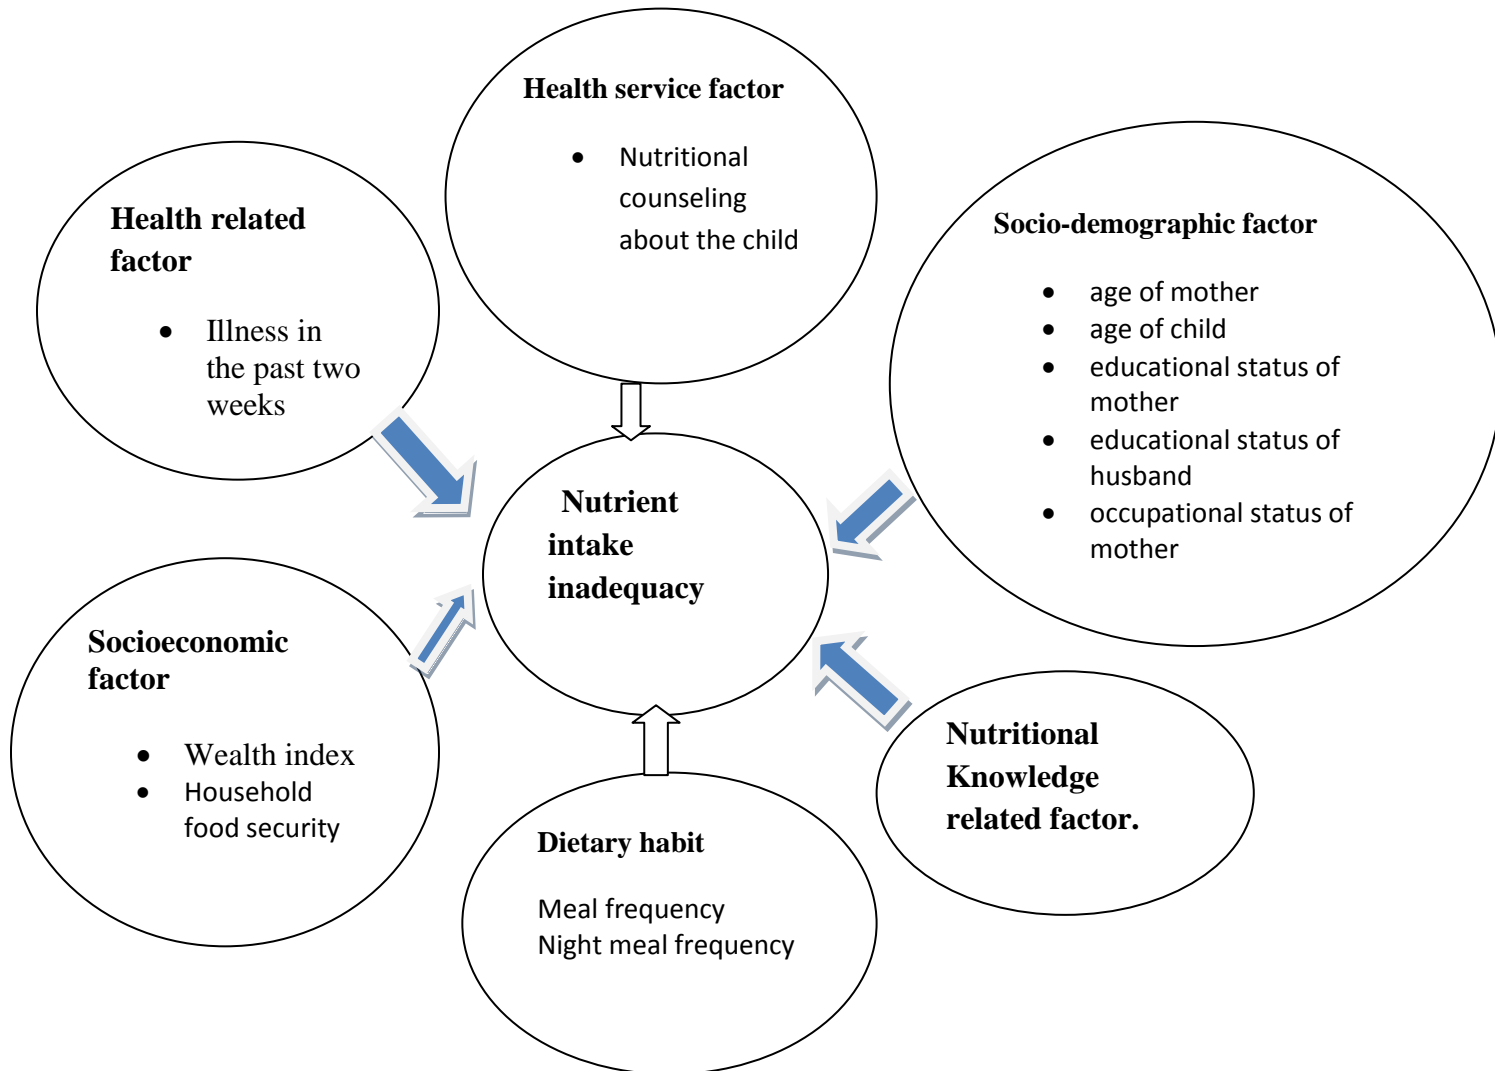 Health service factor
• Nutritional
counseling
about the child
Health related
factor
• Illness in
the past two
weeks
Socio-demographic factor
• age of mother
• age of child
• educational status of
mother
• educational status of
husband
• occupational status of
mother
Nutrient
intake
inadequacy
Socioeconomic
factor
• Wealth index
• Household
food security
Nutritional
Knowledge
related factor.
Dietary habit
Meal frequency
Night meal frequency